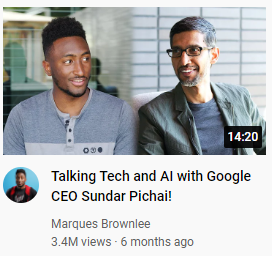 14:20
Talking Tech and AI with Google
CEO Sundar Pichai!
Marques Brownlee
3.4M views · 6 months ago